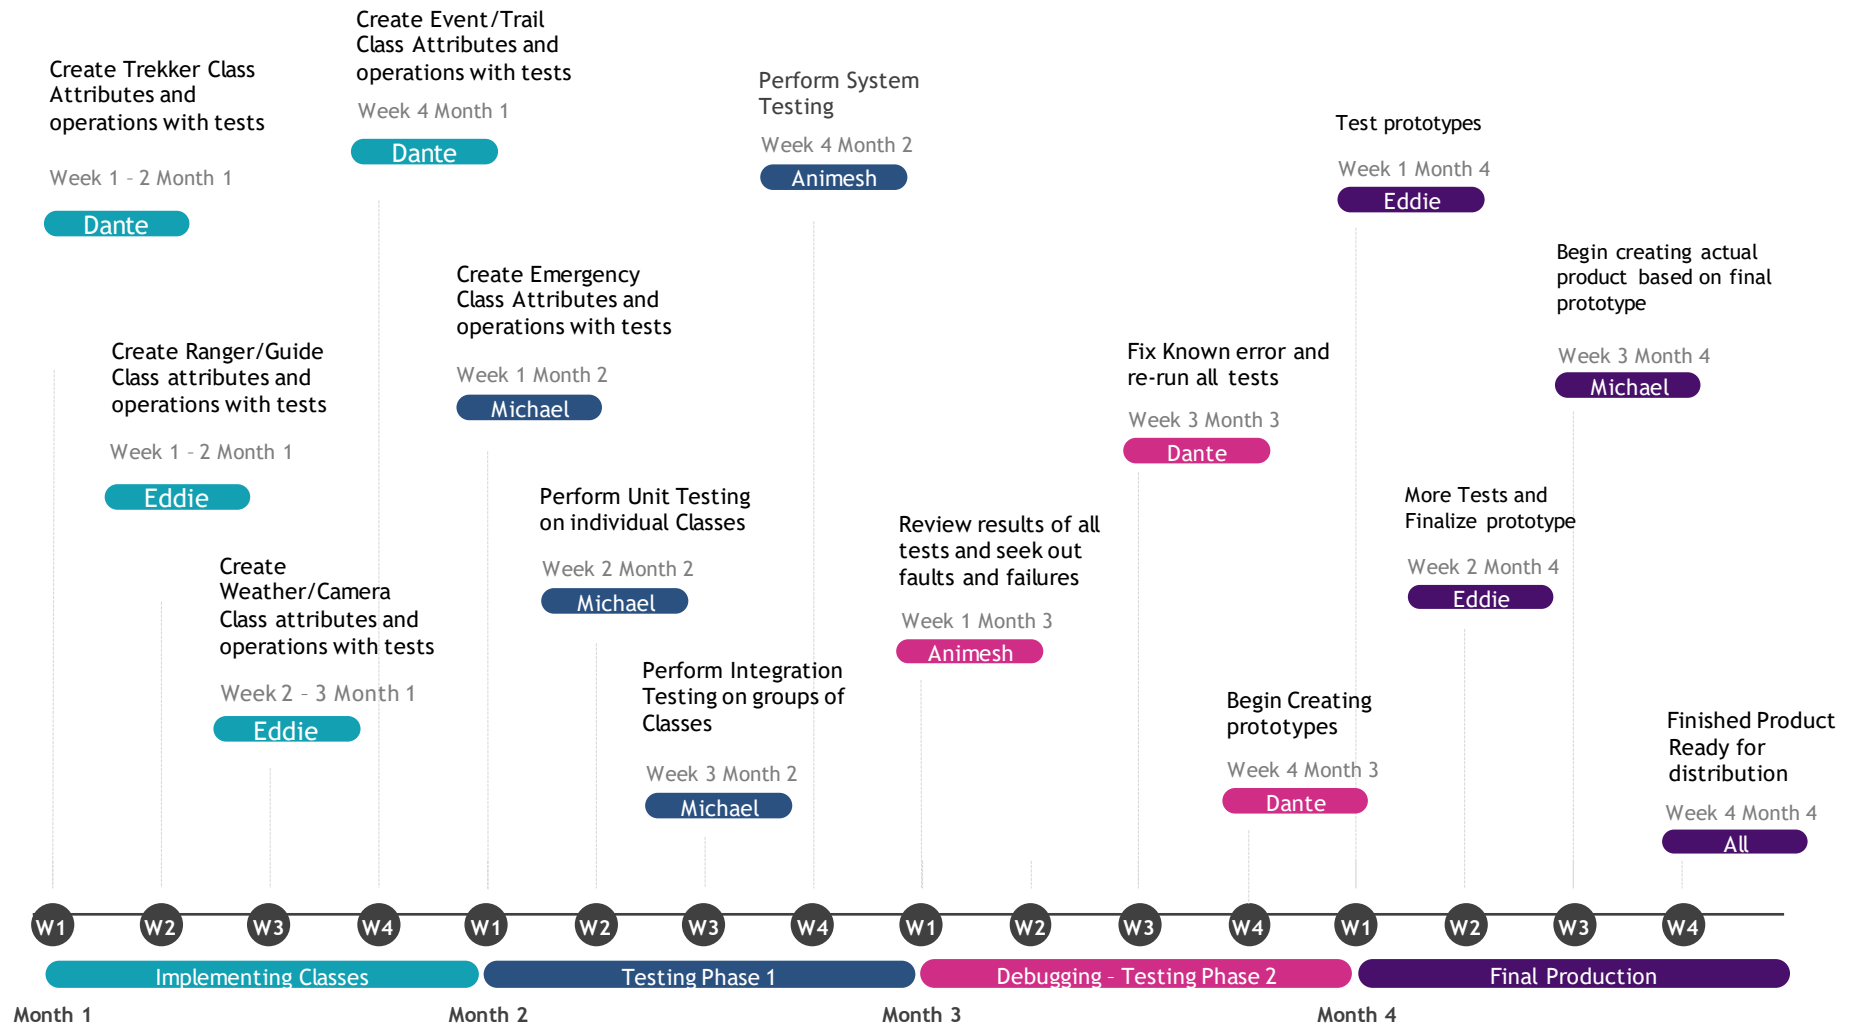 Create Trekker Class
Attributes and
operations with tests
Week 1 – 2 Month 1
Dante
Create Event/Trail
Class Attributes and
operations with tests
Week 4 Month 1
Dante
Perform System
Testing
Week 4 Month 2
Animesh
Test prototypes
Week 1 Month 4
Eddie
Create Ranger/Guide
Class attributes and
operations with tests
Week 1 – 2 Month 1
Eddie
Create Emergency
Class Attributes and
operations with tests
Week 1 Month 2
Michael
Fix Known error and
re-run all tests
Week 3 Month 3
Dante
Begin creating actual
product based on final
prototype
Week 3 Month 4
Michael
Create
Weather/Camera
Class attributes and
operations with tests
Week 2 – 3 Month 1
Eddie
Perform Unit Testing
on individual Classes
Week 2 Month 2
Michael
Perform Integration
Testing on groups of
Classes
Week 3 Month 2
Michael
Review results of all
tests and seek out
faults and failures
Week 1 Month 3
Animesh
Begin Creating
prototypes
Week 4 Month 3
Dante
More Tests and
Finalize prototype
Week 2 Month 4
Eddie
Finished Product
Ready for
distribution
Week 4 Month 4
All
W1 W2 W3 W4 W1 W2 W3 W4 W1 W2 W3 W4 W1 W2 W3 W4
Implementing Classes Testing Phase 1 Debugging – Testing Phase 2 Final Production
Month 1 Month 2 Month 3 Month 4